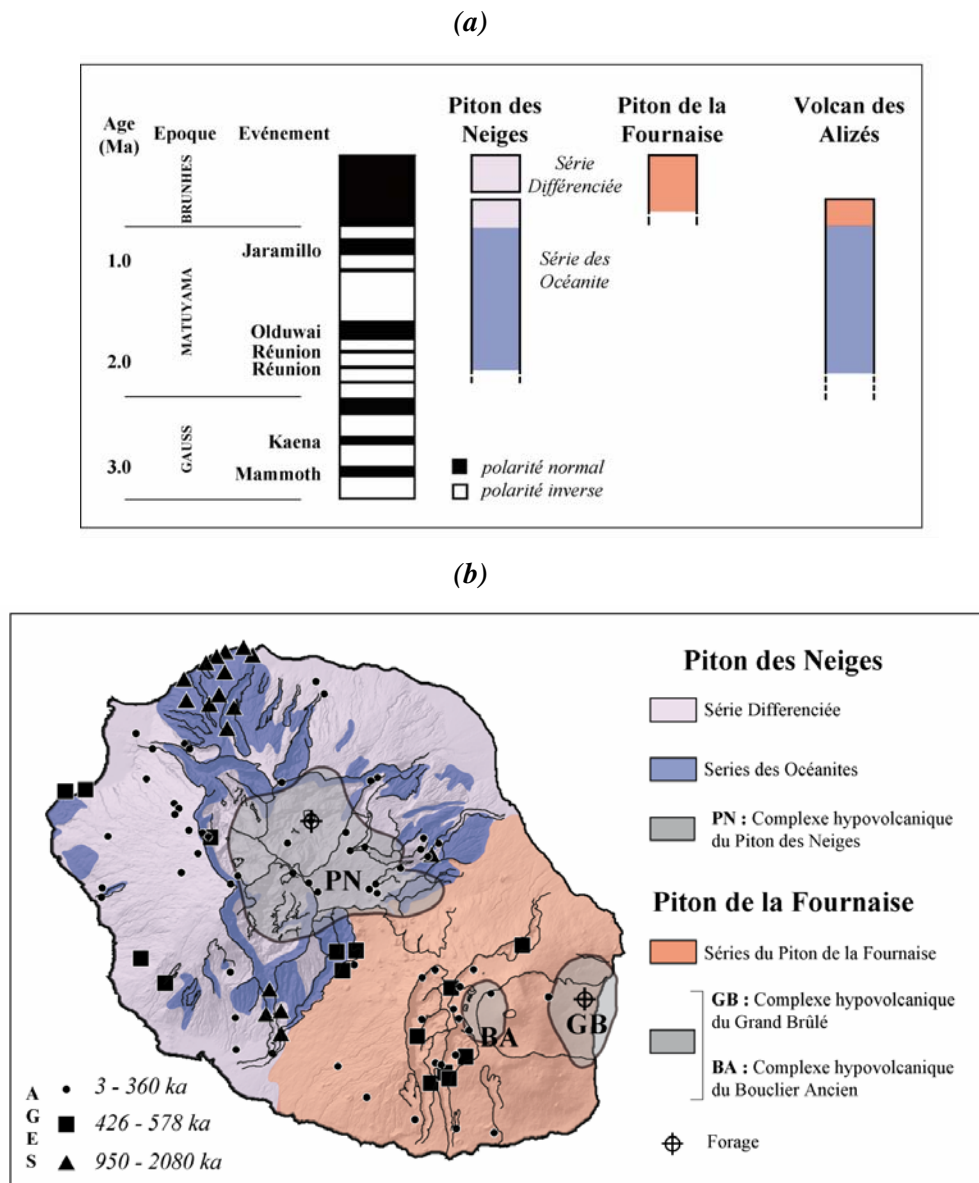 (a)
Age
(Ma)
Epoque
Evénement
Piton des
Neiges
Piton de la
Fournaise
Volcan des
Alizés
BRUNHES
Série
Différenciée
Jaramillo
1.0
Série des
Océanite
MATUYAMA
Olduwai
Réunion
2.0
Réunion
GAUSS
Kaena
3.0
Mammoth
polarité normal
polarité inverse
(b)
Piton des Neiges
Série Differenciée
Series des Océanites
PN : Complexe hypovolcanique
du Piton des Neiges
Piton de la Fournaise
Séries du Piton de la Fournaise
GB : Complexe hypovolcanique
du Grand Brûlé
BA : Complexe hypovolcanique
du Bouclier Ancien
Forage
PN
BA
GB
AGES
3 - 360 ka
426 - 578 ka
950 - 2080 ka